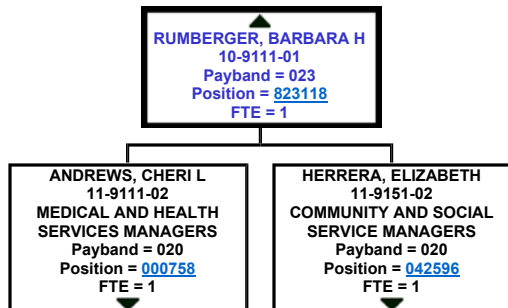 RUMBERGER, BARBARA H
10-9111-01
Payband = 023
Position = 823118
FTE = 1
ANDREWS, CHERI L
11-9111-02
MEDICAL AND HEALTH
SERVICES MANAGERS
Payband = 020
Position = 000758
FTE = 1
HERRERA, ELIZABETH
11-9151-02
COMMUNITY AND SOCIAL
SERVICE MANAGERS
Payband = 020
Position = 042596
FTE = 1